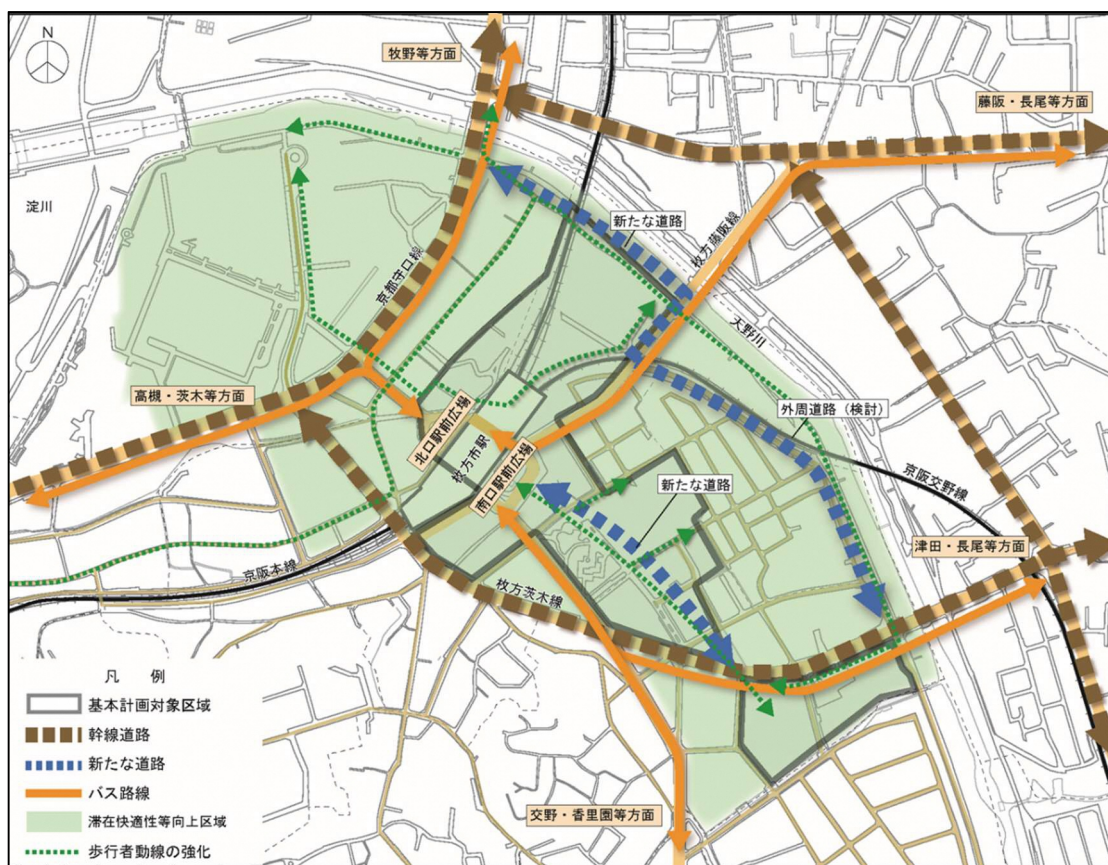 N
牧野等方面
藤阪・長尾等方面
淀川
新たな道路
枚方藤阪線
京都守口線
天野川
高槻・茨木等方面
北口駅前広場
枚方市駅
南口駅前広場
外周道路（検討）
京阪交野線
新たな道路
津田・長尾等方面
京阪本線
枚方茨木線
交野・香里園等方面
凡 例
基本計画対象区域
幹線道路
新たな道路
バス路線
滞在快適性等向上区域
歩行者動線の強化